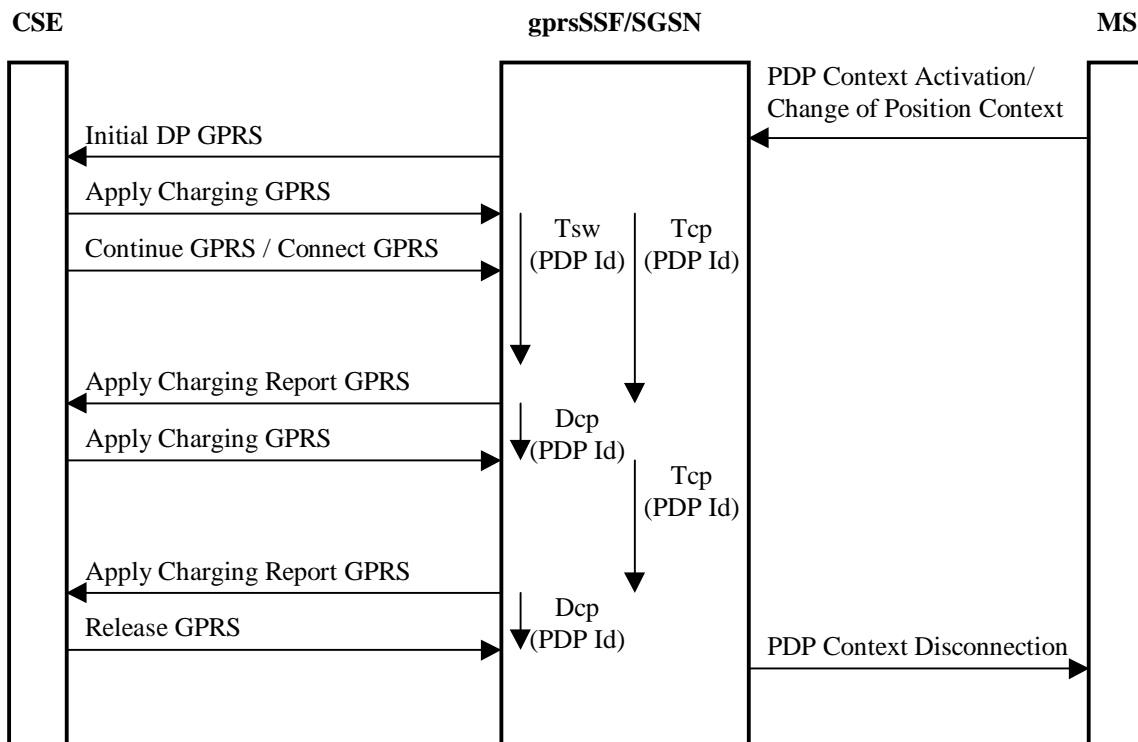 CSE
gprsSSF/SGSN
MS
PDP Context Activation/
Change of Position Context
Initial DP GPRS
Apply Charging GPRS
Continue GPRS / Connect GPRS
Tsw
(PDP Id)
Tcp
(PDP Id)
Apply Charging Report GPRS
Dcp
(PDP Id)
Apply Charging GPRS
Tcp
(PDP Id)
Apply Charging Report GPRS
Dcp
(PDP Id)
Release GPRS
PDP Context Disconnection